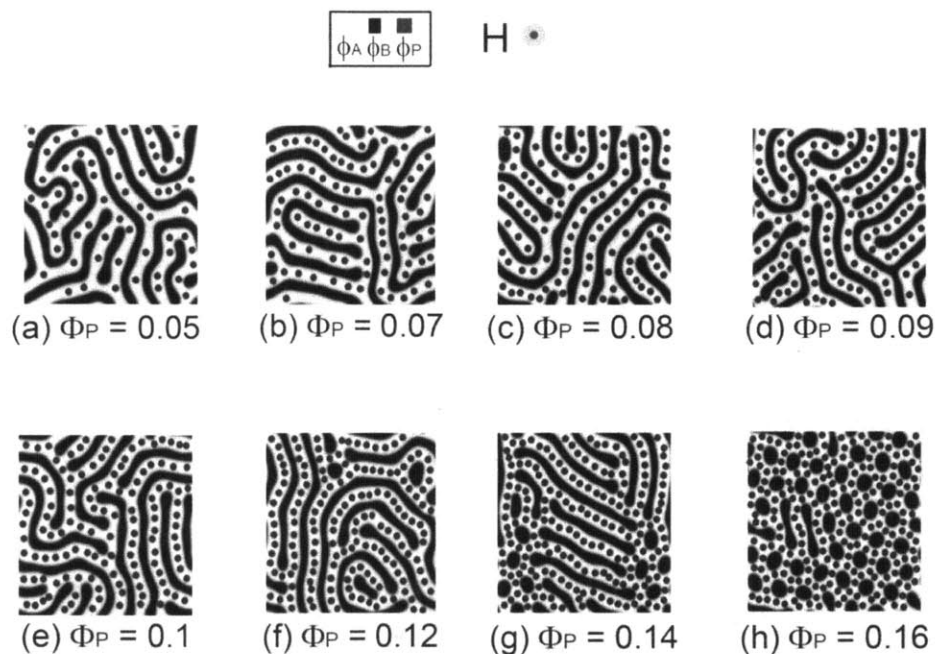 ΦA ΦB ΦP H
(a) ΦP = 0.05 (b) ΦP = 0.07 (c) ΦP = 0.08 (d) ΦP = 0.09
(e) ΦP = 0.1 (f) ΦP = 0.12 (g) ΦP = 0.14 (h) ΦP = 0.16